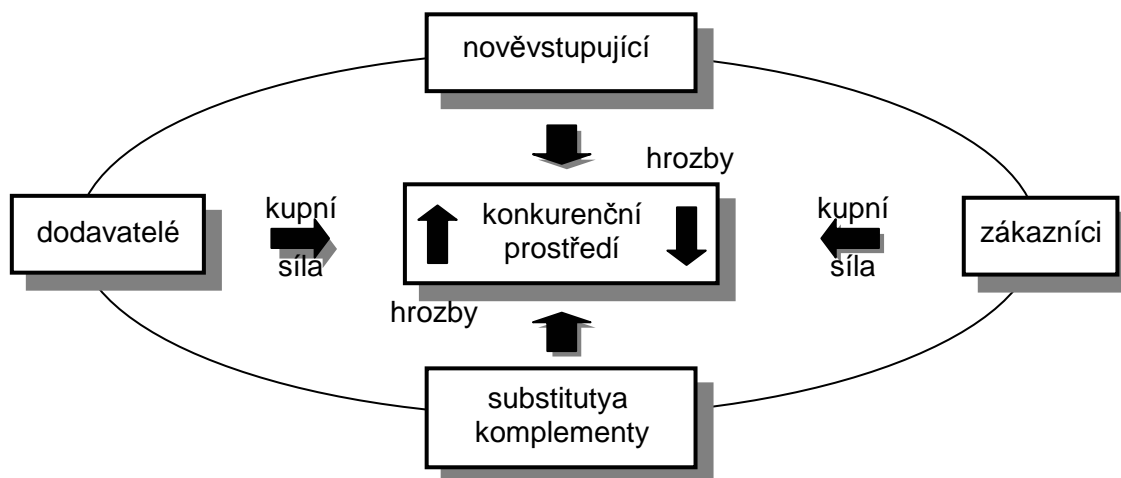 nověvstupující
hrozby
dodavatelé
kupní
síla
konkurenční
prostředí
kupní
síla
zákazníci
hrozby
substitutya
komplementy